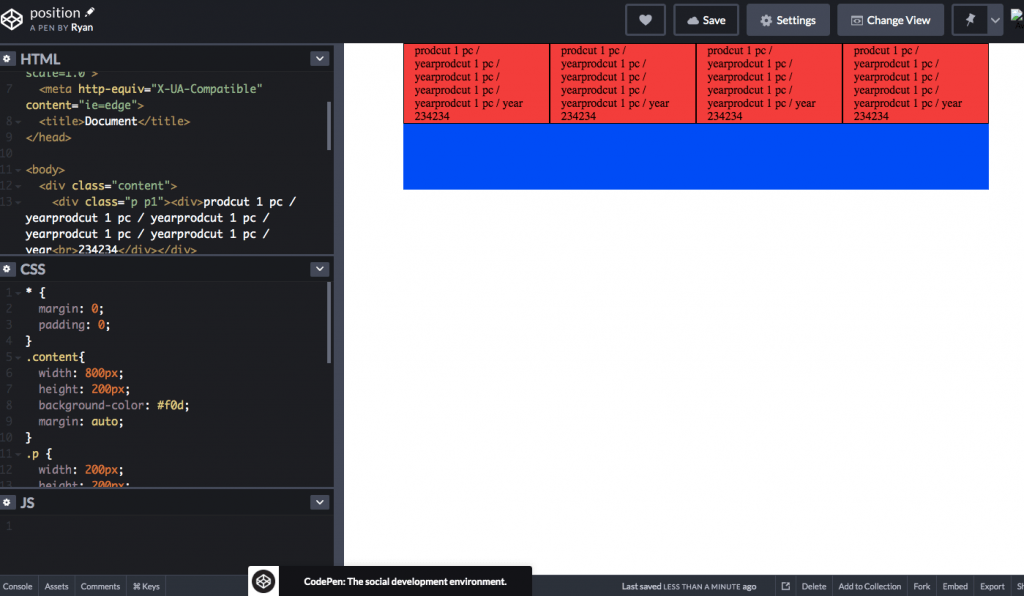 position
A PEN BY Ryan
Save
Settings
Change View
HTML
scale=1.0">
7 <meta http-equiv="X-UA-Compatible"
content="ie=edge">
8 <title>Document</title>
9 </head>
10
11 <body>
12 <div class="content">
13 <div class="p p1"><div>prodcut 1 pc /
yearprodcut 1 pc / yearprodcut 1 pc /
yearprodcut 1 pc / yearprodcut 1 pc /
year<br>234234</div></div>
CSS
1 * {
2 margin: 0;
3 padding: 0;
4 }
5 .content{
6 width: 800px;
7 height: 200px;
8 background-color: #f0d;
9 margin: auto;
10 }
11 .p {
12 width: 200px;
13 height: 200px;
JS
1
prodcut 1 pc /
yearprodcut 1 pc /
yearprodcut 1 pc /
yearprodcut 1 pc /
yearprodcut 1 pc / year
234234
prodcut 1 pc /
yearprodcut 1 pc /
yearprodcut 1 pc /
yearprodcut 1 pc /
yearprodcut 1 pc / year
234234
prodcut 1 pc /
yearprodcut 1 pc /
yearprodcut 1 pc /
yearprodcut 1 pc /
yearprodcut 1 pc / year
234234
prodcut 1 pc /
yearprodcut 1 pc /
yearprodcut 1 pc /
yearprodcut 1 pc /
yearprodcut 1 pc / year
234234
Console Assets Comments ⌘ Keys
CodePen: The social development environment.
Last saved LESS THAN A MINUTE ago Delete Add to Collection Fork Embed Export